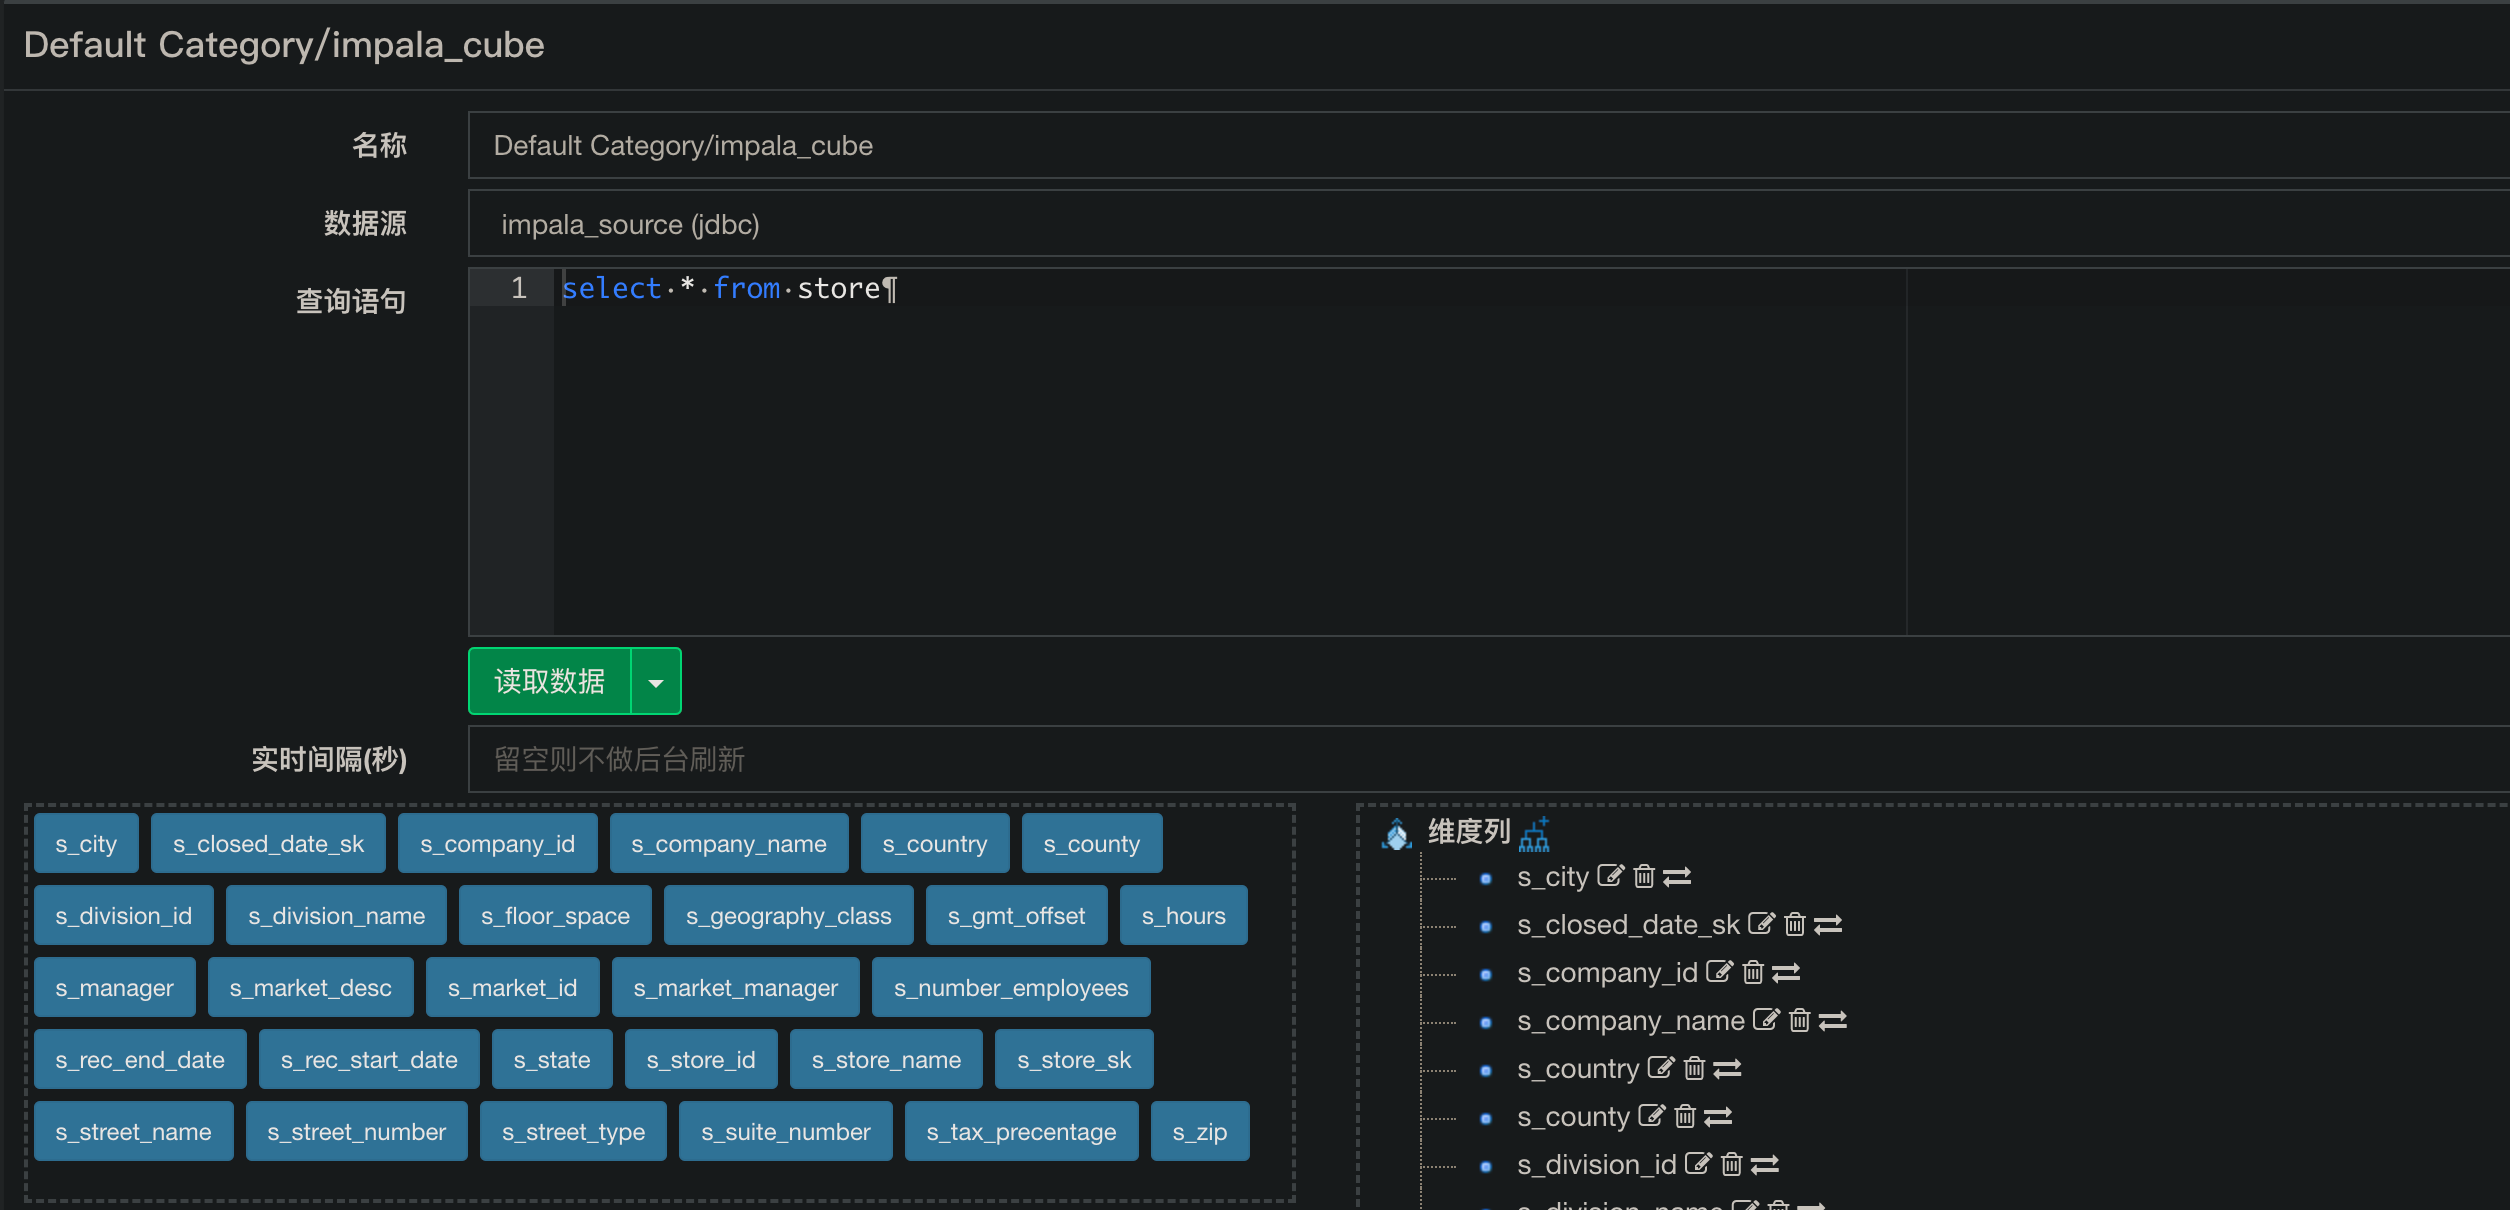 Default Category/impala_cube
名称
Default Category/impala_cube
数据源
impala_source (jdbc)
查询语句
1 select·*·from·store¶
读取数据
实时间隔(秒)
留空则不做后台刷新
s_city s_closed_date_sk s_company_id s_company_name s_country s_county
s_division_id s_division_name s_floor_space s_geography_class s_gmt_offset s_hours
s_manager s_market_desc s_market_id s_market_manager s_number_employees
s_rec_end_date s_rec_start_date s_state s_store_id s_store_name s_store_sk
s_street_name s_street_number s_street_type s_suite_number s_tax_precentage s_zip
维度列
s_city
s_closed_date_sk
s_company_id
s_company_name
s_country
s_county
s_division_id
s_division_name